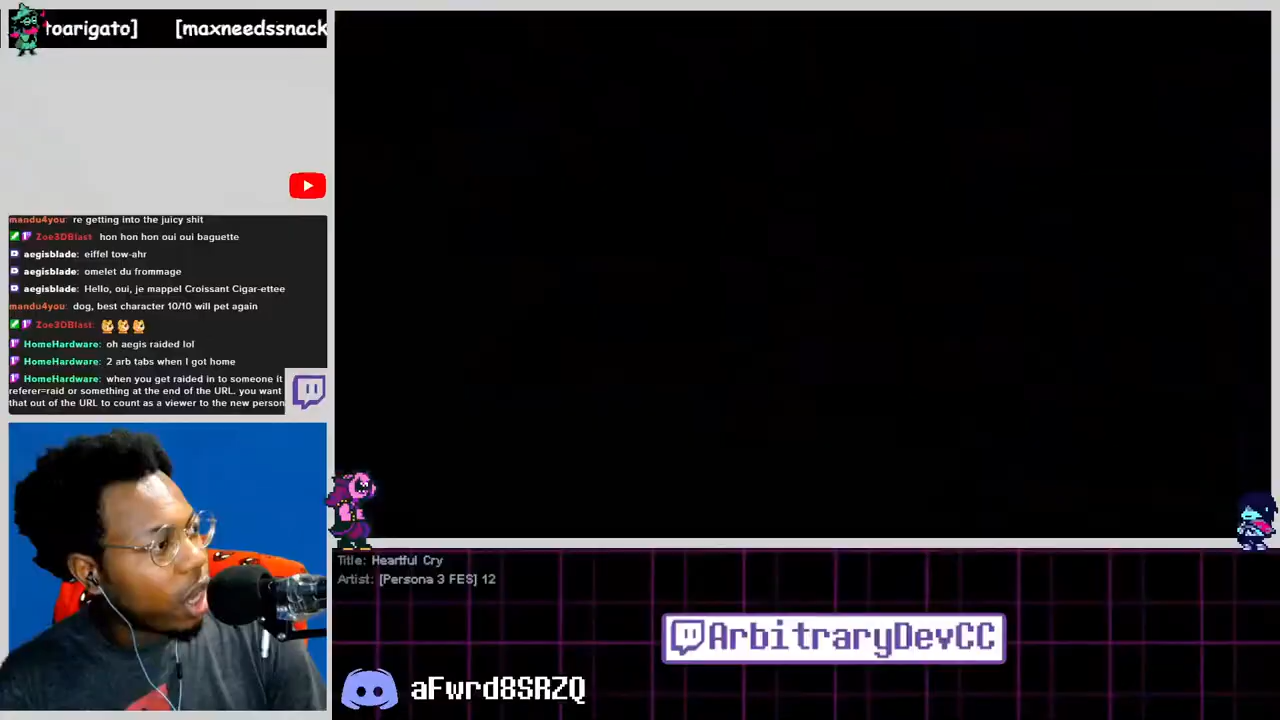 toarigato] [maxneedssnack
mandu4you: re getting into the juicy shit
Zoe3DBlast: hon hon hon oui oui baguette
aegisblade: eiffel tow-ahr
aegisblade: omelet du frommage
aegisblade: Hello, oui, je mappel Croissant Cigar-ettee
mandu4you: dog, best character 10/10 will pet again
Zoe3DBlast:
HomeHardware: oh aegis raided lol
HomeHardware: 2 arb tabs when I got home
HomeHardware: when you get raided in to someone it
referer=raid or something at the end of the URL. you want
that out of the URL to count as a viewer to the new person
Title: Heartful Cry
Artist: [Persona 3 FES] 12
ArbitraryDevCC
aFwrd8SRZQ